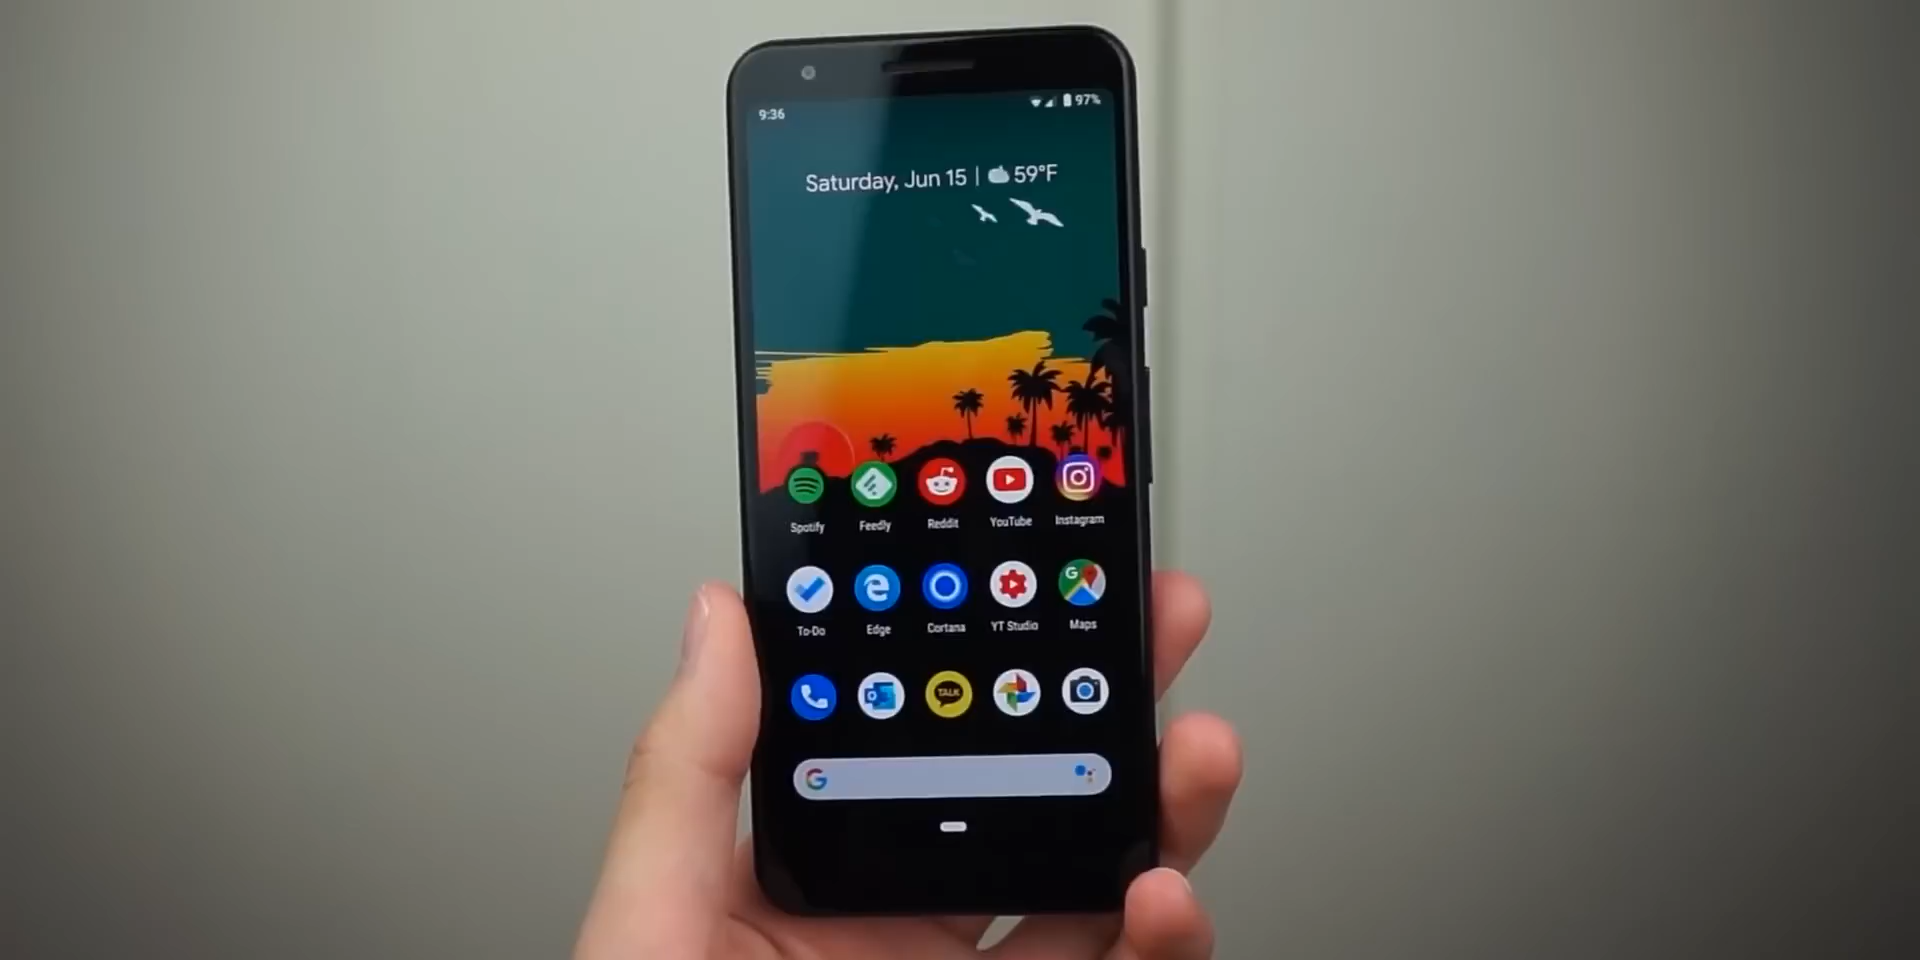 9:36
97%
Saturday, Jun 15 | 59°F
Spotify Feedly Reddit YouTube Instagram
To-Do Edge Cortana YT Studio Maps
TALK